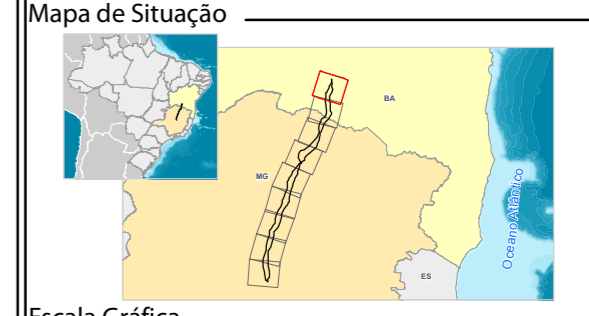 Mapa de Situação
BA
MG
Oceano Atlântico
ES
Escala Gráfica